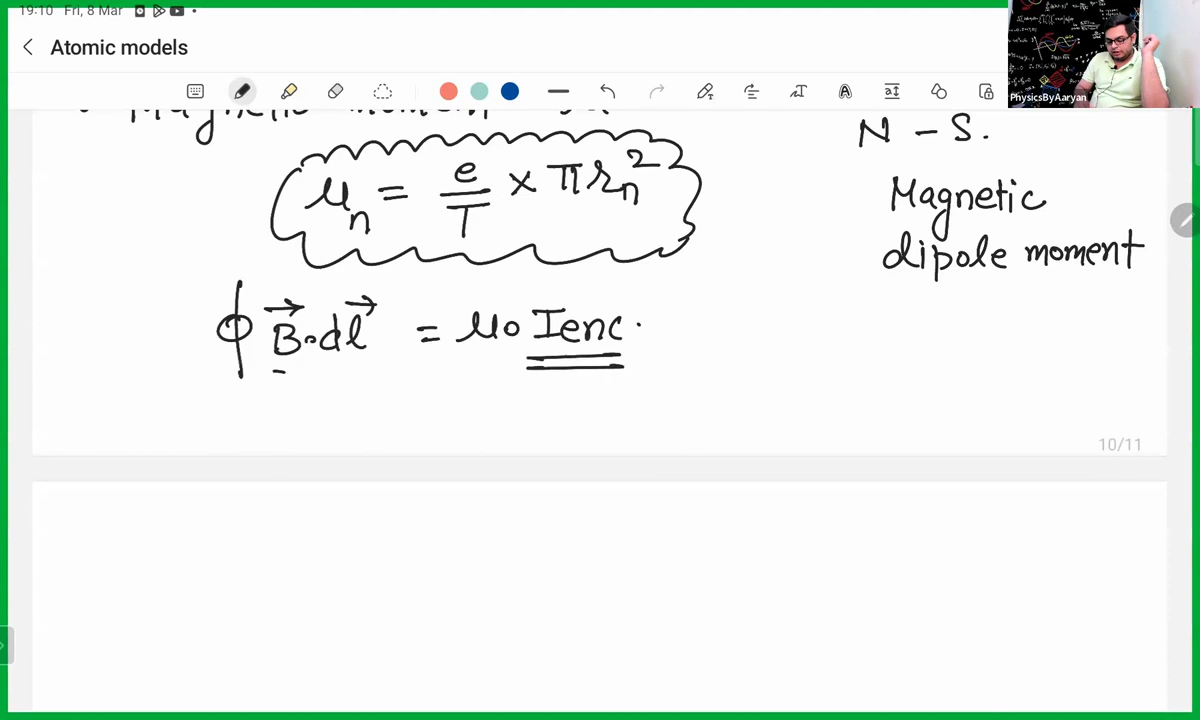 19:10 Fri, 8 Mar
Atomic models
PhysicsByAaryan
Magnetic moment
N - S.
μn = e/T × πrn²
Magnetic
dipole moment
∮ B⃗·dl⃗ = μ0 Ienc.
10/11